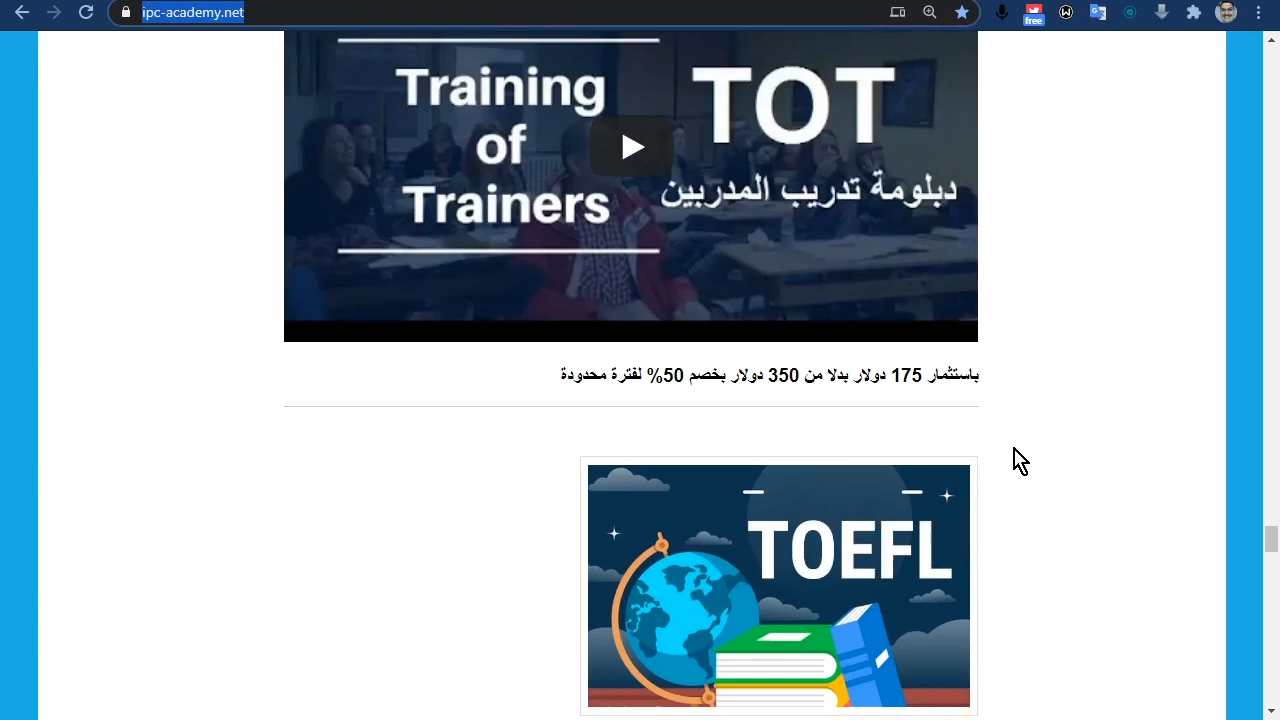 ipc-academy.net
free
Training
of
Trainers
TOT
دبلومة تدريب المدربين
باستثمار 175 دولار بدلا من 350 دولار بخصم 50% لفترة محدودة
TOEFL